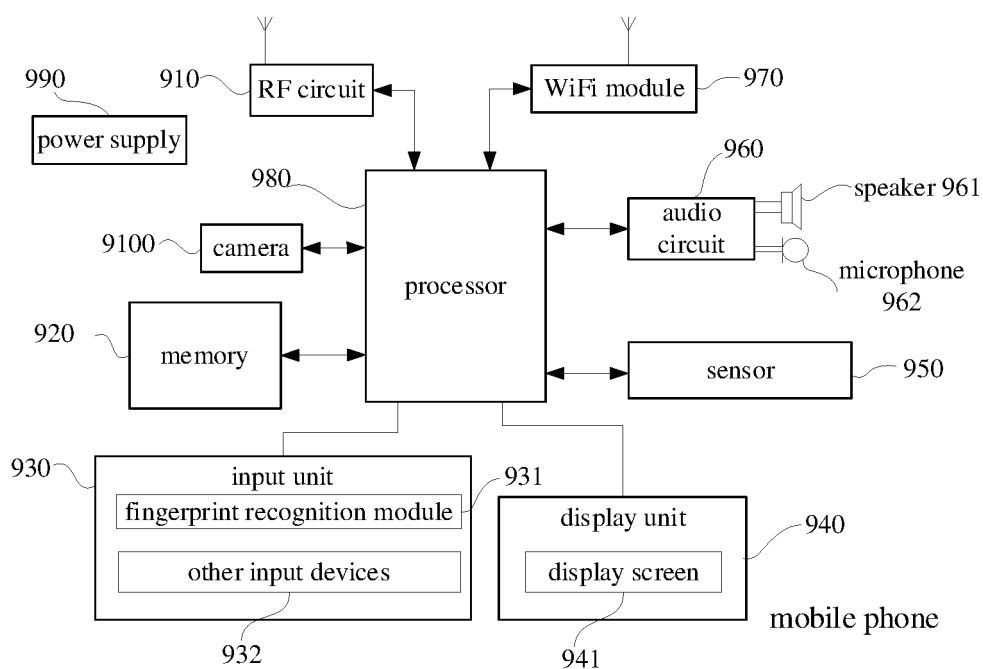 990
910
RF circuit
WiFi module
970
power supply
980
960
audio
circuit
speaker 961
9100
camera
processor
microphone
962
920
memory
sensor
950
930
input unit
931
fingerprint recognition module
other input devices
932
display unit
940
display screen
941
mobile phone